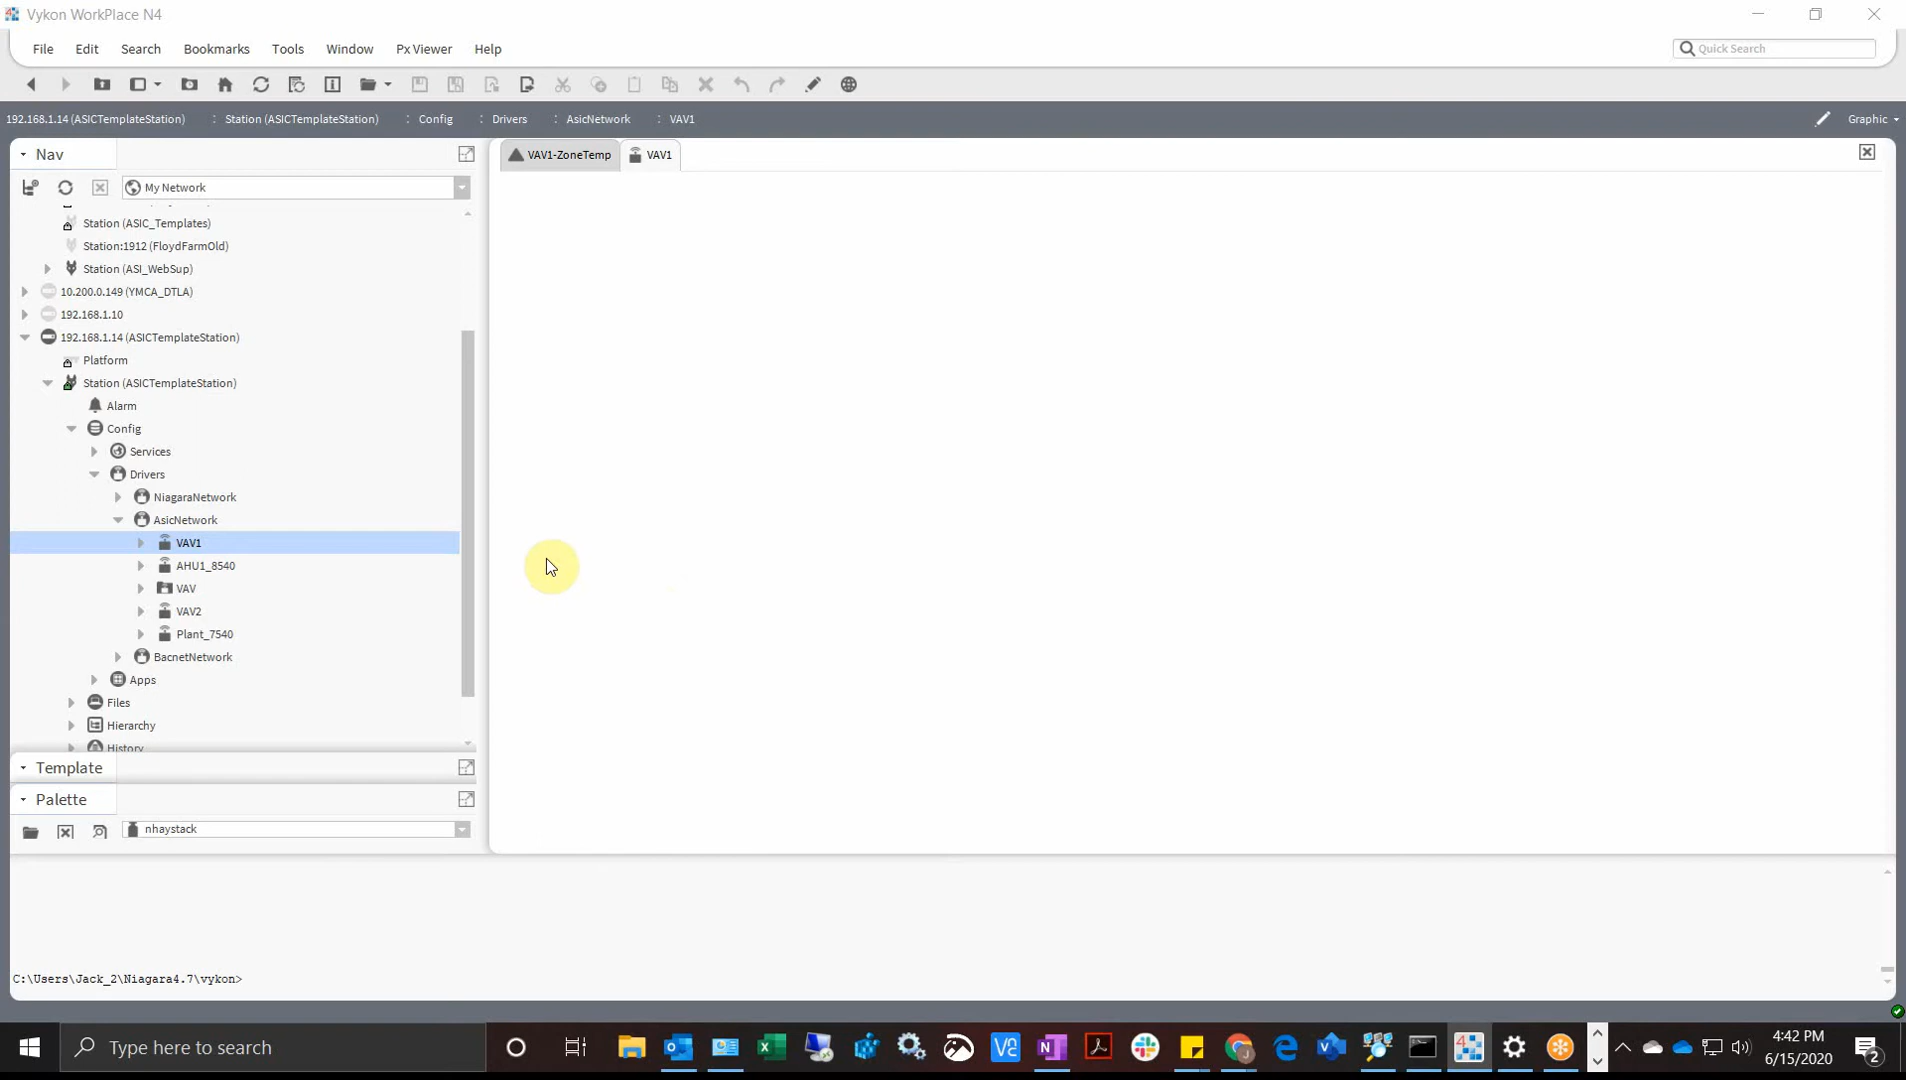 Vykon WorkPlace N4
File Edit Search Bookmarks Tools Window Px Viewer Help
Quick Search
192.168.1.14 (ASICTemplateStation) : Station (ASICTemplateStation) : Config : Drivers : AsicNetwork : VAV1
Graphic
Nav
VAV1-ZoneTemp
VAV1
My Network
Station (ASIC_Templates)
Station:1912 (FloydFarmOld)
Station (ASI_WebSup)
10.200.0.149 (YMCA_DTLA)
192.168.1.10
192.168.1.14 (ASICTemplateStation)
Platform
Station (ASICTemplateStation)
Alarm
Config
Services
Drivers
NiagaraNetwork
AsicNetwork
VAV1
AHU1_8540
VAV
VAV2
Plant_7540
BacnetNetwork
Apps
Files
Hierarchy
History
Template
Palette
nhaystack
C:\Users\Jack_2\Niagara4.7\vykon>
Type here to search
4:42 PM
6/15/2020
2